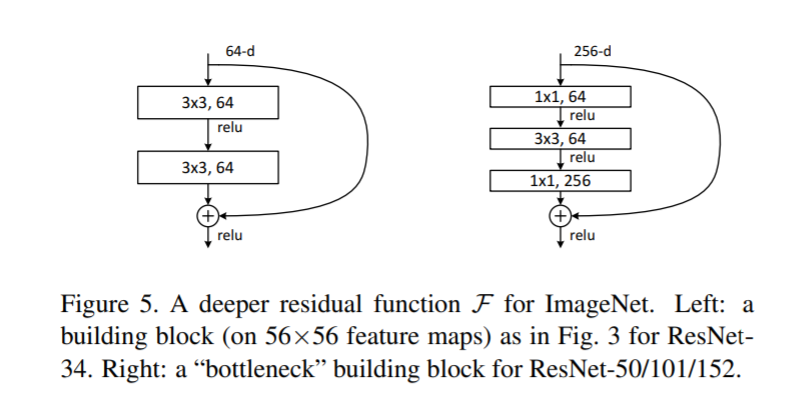 64-d
3x3, 64
relu
3x3, 64
+
relu
256-d
1x1, 64
relu
3x3, 64
relu
1x1, 256
+
relu
Figure 5. A deeper residual function F for ImageNet. Left: a
building block (on 56×56 feature maps) as in Fig. 3 for ResNet-
34. Right: a “bottleneck” building block for ResNet-50/101/152.